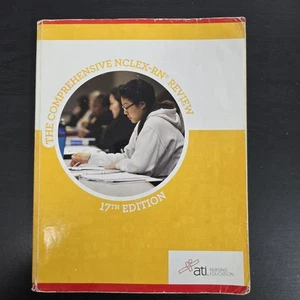 THE COMPREHENSIVE NCLEX-RN® REVIEW
17TH EDITION
ati
NURSING
EDUCATION